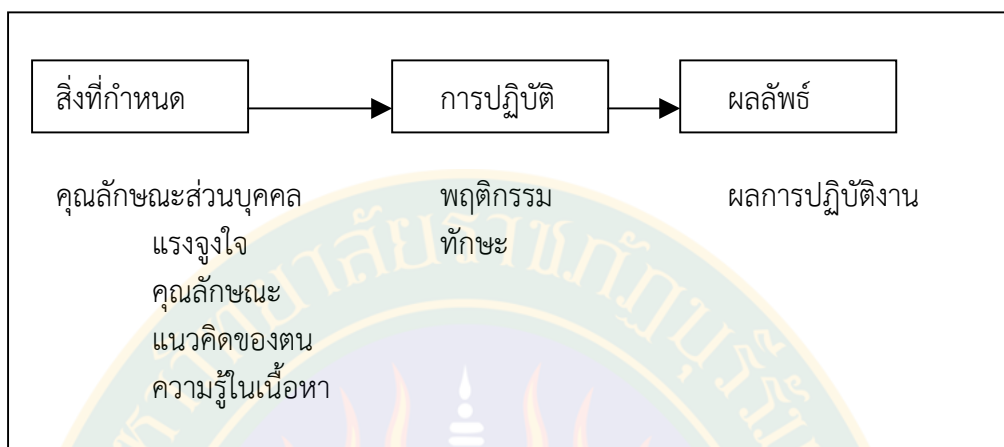 สิ่งที่กำหนด การปฏิบัติ ผลลัพธ์
คุณลักษณะส่วนบุคคล พฤติกรรม ผลการปฏิบัติงาน
แรงจูงใจ ทักษะ
คุณลักษณะ
แนวคิดของตน
ความรู้ในเนื้อหา